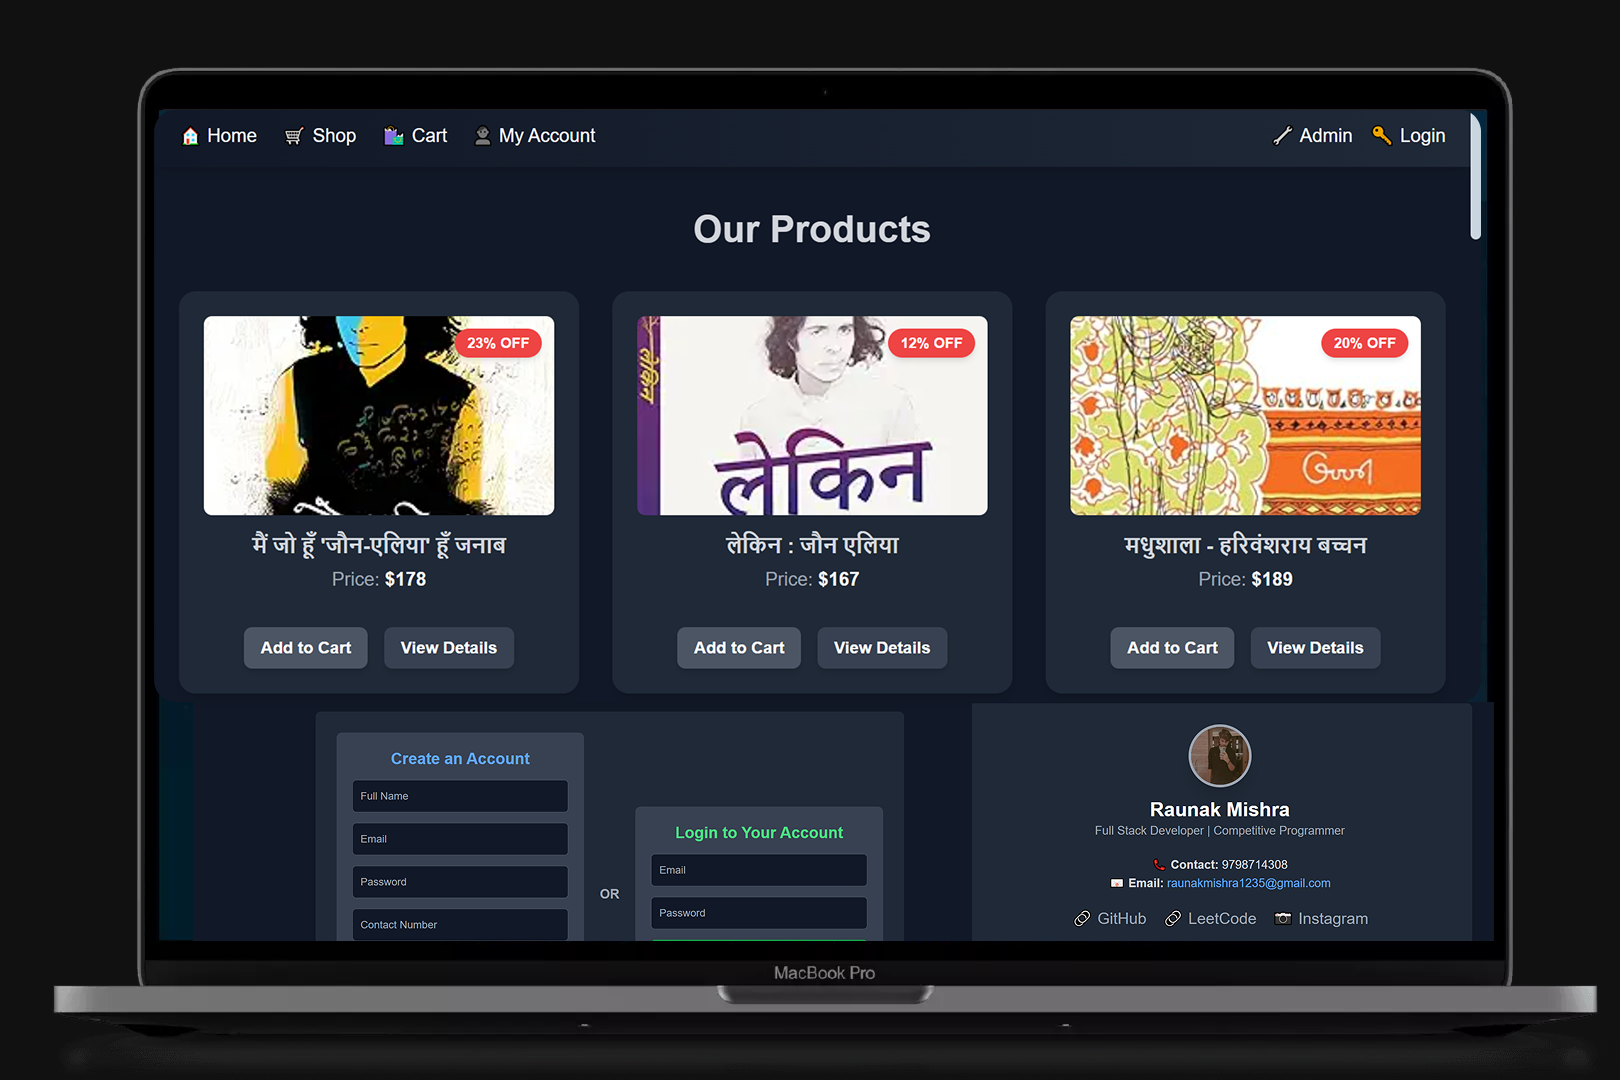 Home
Shop
Cart
My Account
Admin
Login
Our Products
23% OFF
मैं जो हूँ 'जौन-एलिया' हूँ जनाब
Price: $178
Add to Cart
View Details
12% OFF
लेकिन
लेकिन : जौन एलिया
Price: $167
Add to Cart
View Details
20% OFF
मधुशाला - हरिवंशराय बच्चन
Price: $189
Add to Cart
View Details
Create an Account
Full Name
Email
Password
Contact Number
OR
Login to Your Account
Email
Password
Raunak Mishra
Full Stack Developer | Competitive Programmer
Contact: 9798714308
Email: raunakmishra1235@gmail.com
GitHub
LeetCode
Instagram
MacBook Pro